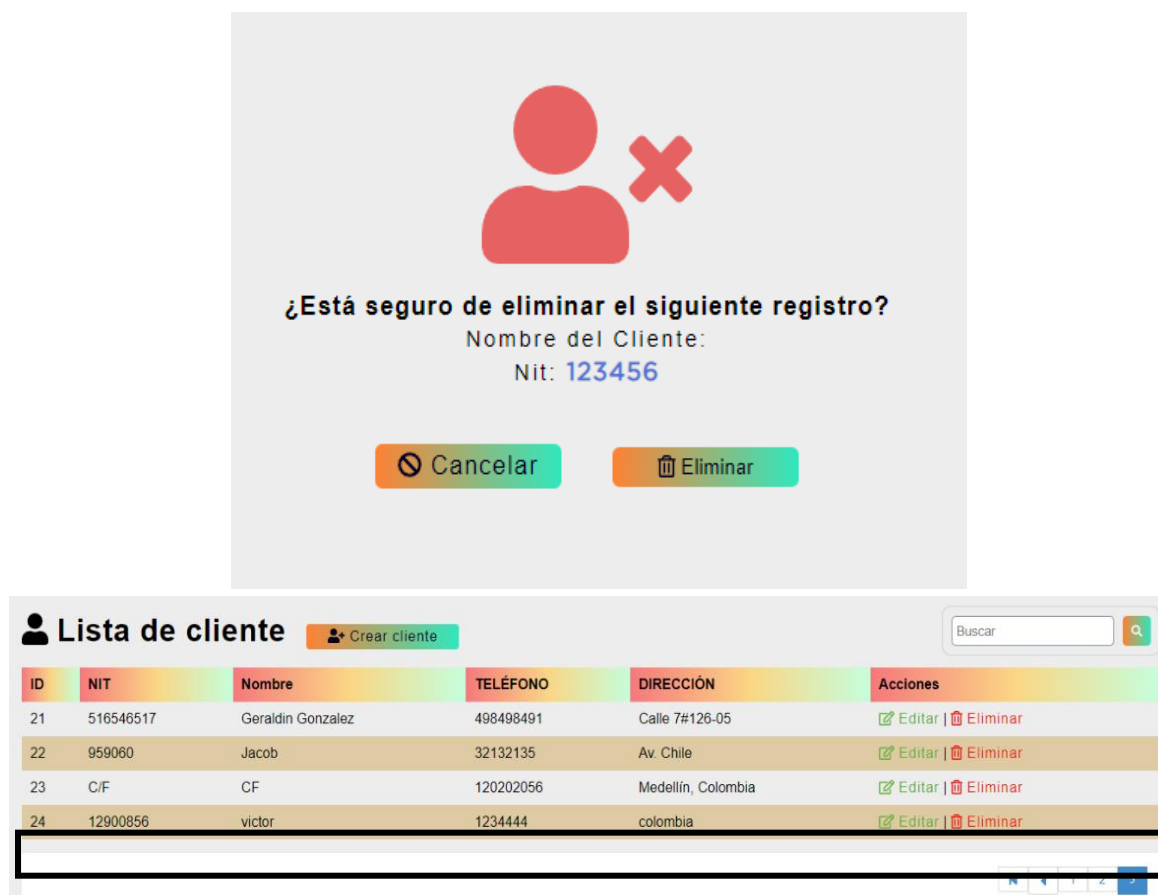 ¿Está seguro de eliminar el siguiente registro?
Nombre del Cliente:
Nit: 123456
Cancelar Eliminar
Lista de cliente Crear cliente Buscar
ID NIT Nombre TELÉFONO DIRECCIÓN Acciones
21 516546517 Geraldin Gonzalez 498498491 Calle 7#126-05 Editar | Eliminar
22 959060 Jacob 32132135 Av. Chile Editar | Eliminar
23 C/F CF 120202056 Medellín, Colombia Editar | Eliminar
24 12900856 victor 1234444 colombia Editar | Eliminar
1 2 3